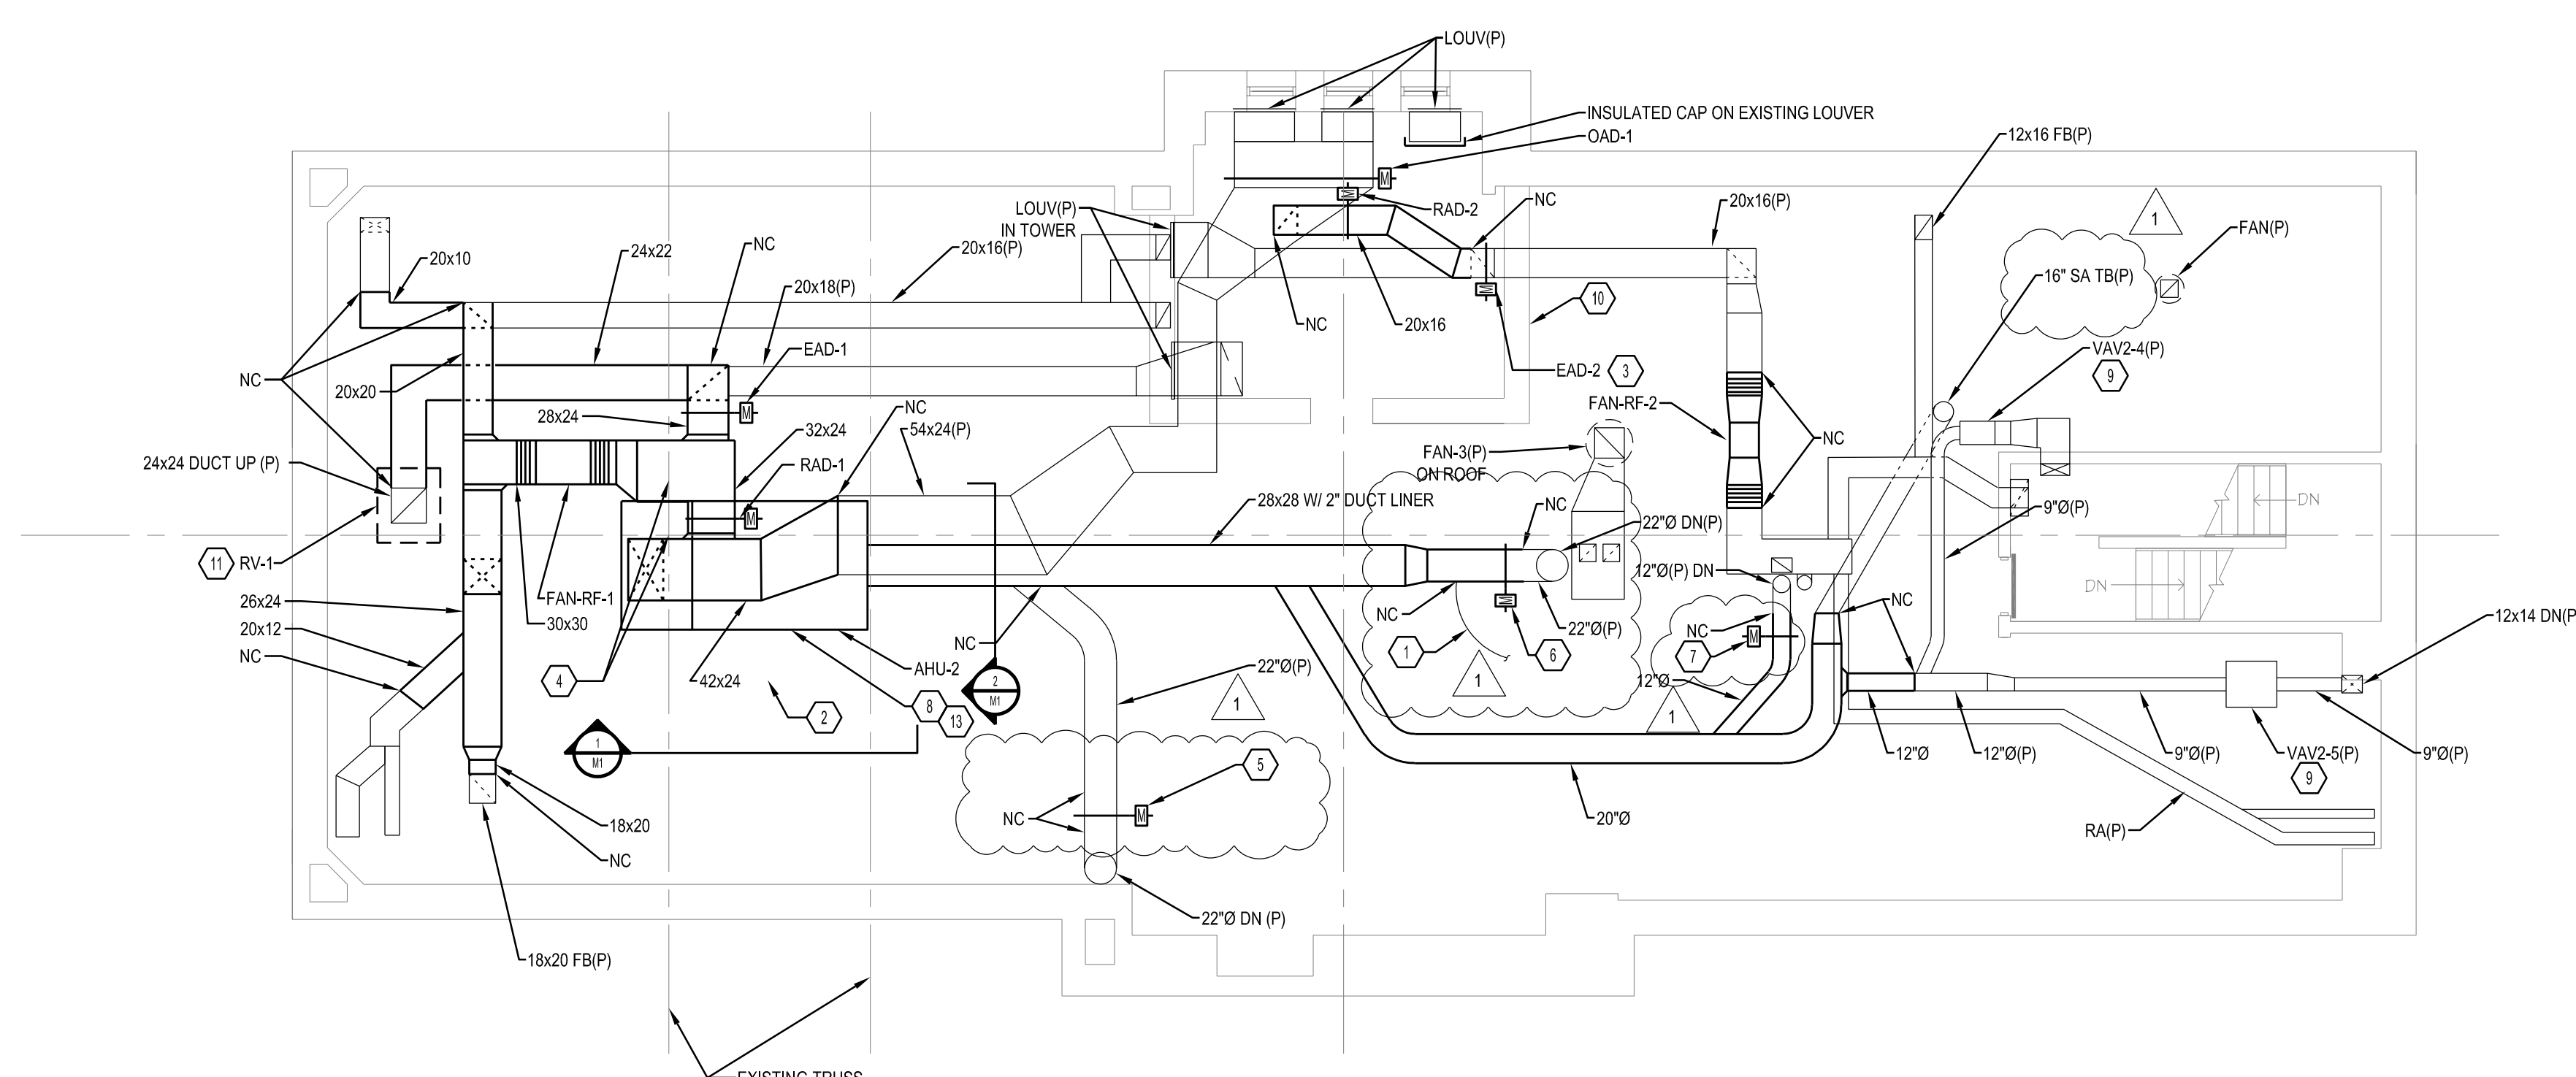 LOUV(P)
INSULATED CAP ON EXISTING LOUVER
OAD-1
12x16 FB(P)
LOUV(P)
IN TOWER
RAD-2
NC
20x16(P)
1
FAN(P)
20x10
24x22
NC
20x16(P)
20x18(P)
16" SA TB(P)
10
NC
20x16
M
M
M
EAD-1
NC
20x20
EAD-2
3
VAV2-4(P)
9
28x24
M
NC
54x24(P)
32x24
FAN-RF-2
NC
24x24 DUCT UP (P)
RAD-1
FAN-3(P)
ON ROOF
28x28 W/ 2" DUCT LINER
NC
22"Ø DN(P)
9"Ø(P)
DN
M
11
RV-1
12"Ø(P) DN
DN
26x24
FAN-RF-1
30x30
20x12
NC
NC
M
22"Ø(P)
NC
NC
M
12x14 DN(P
NC
1
6
7
4
42x24
AHU-2
2
M1
22"Ø(P)
1
12"Ø
8
13
2
1
1
1
M1
5
12"Ø
12"Ø(P)
9"Ø(P)
VAV2-5(P)
9
9"Ø(P)
NC
M
20"Ø
18x20
RA(P)
NC
22"Ø DN (P)
18x20 FB(P)
EXISTING TRUSS